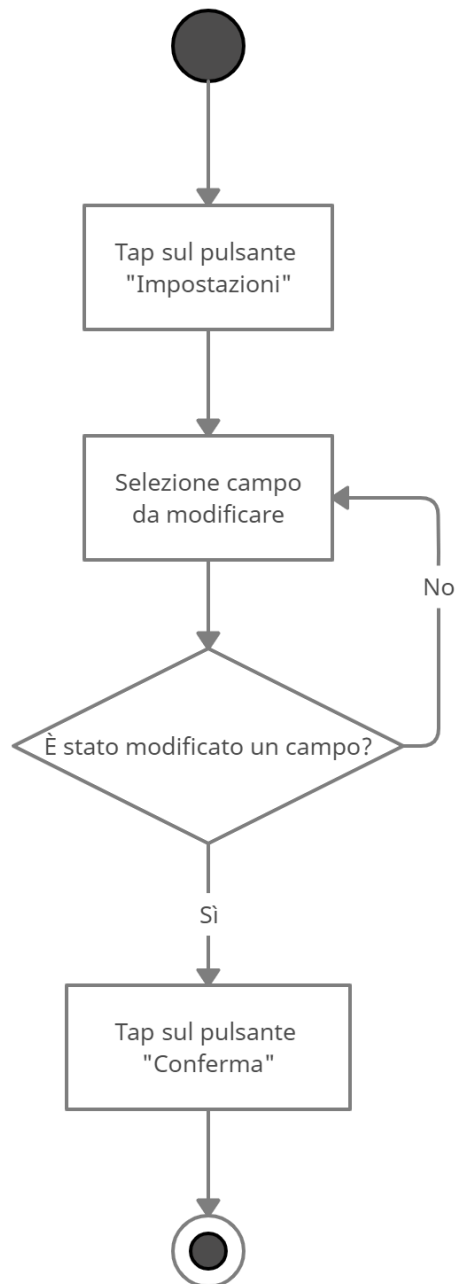 Tap sul pulsante
"Impostazioni"
Selezione campo
da modificare
No
È stato modificato un campo?
Sì
Tap sul pulsante
"Conferma"